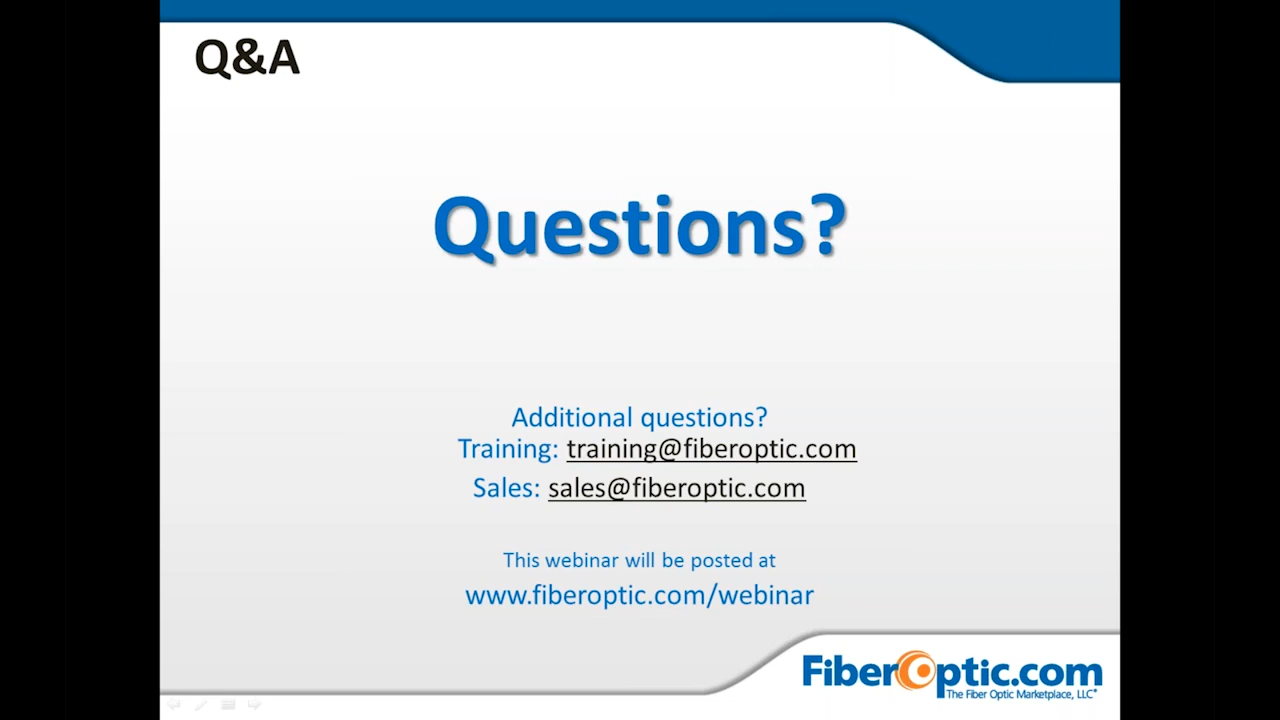 Q&A
Questions?
Additional questions?
Training: training@fiberoptic.com
Sales: sales@fiberoptic.com
This webinar will be posted at
www.fiberoptic.com/webinar
FiberOptic.com
The Fiber Optic Marketplace, LLC®